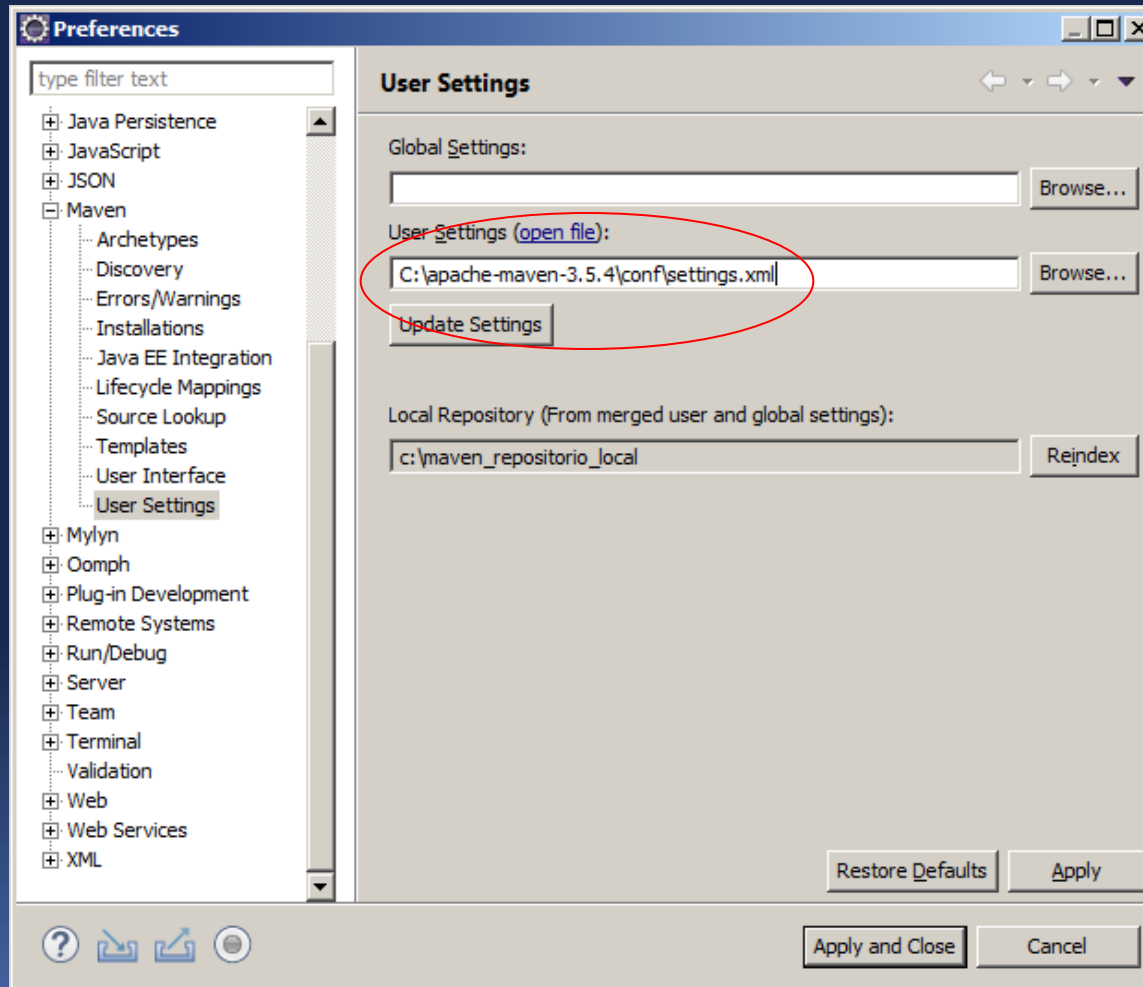 Preferences
type filter text
Java Persistence
JavaScript
JSON
Maven
Archetypes
Discovery
Errors/Warnings
Installations
Java EE Integration
Lifecycle Mappings
Source Lookup
Templates
User Interface
User Settings
Mylyn
Oomph
Plug-in Development
Remote Systems
Run/Debug
Server
Team
Terminal
Validation
Web
Web Services
XML
User Settings
Global Settings:
Browse...
User Settings (open file):
C:\apache-maven-3.5.4\conf\settings.xml
Browse...
Update Settings
Local Repository (From merged user and global settings):
c:\maven_repositorio_local
Reindex
Restore Defaults
Apply
Apply and Close
Cancel